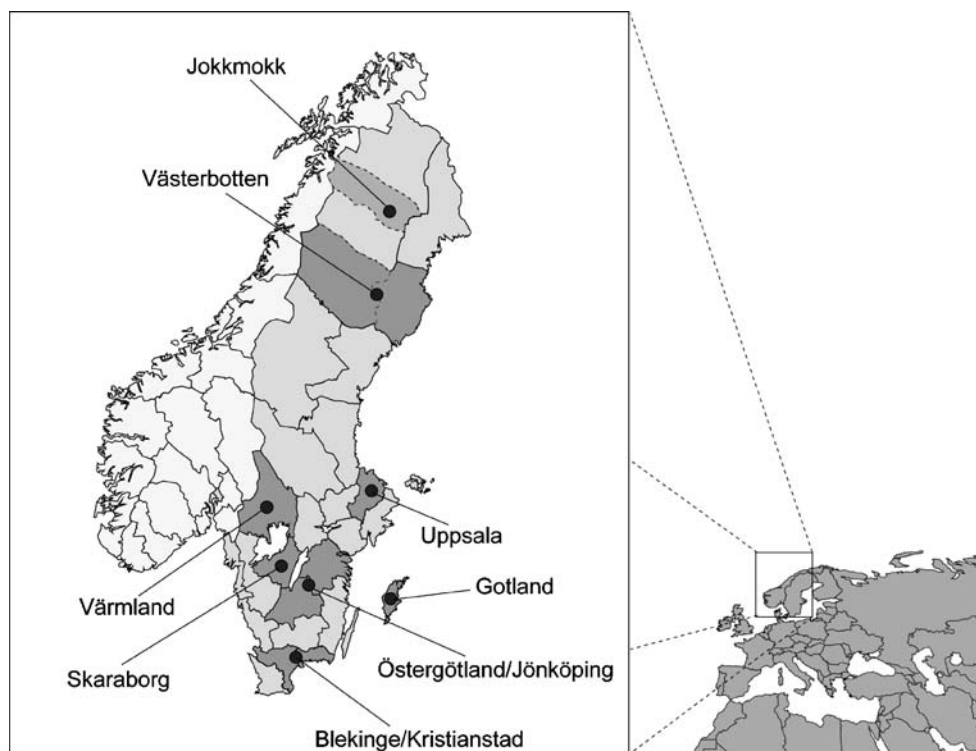 Jokkmokk
Västerbotten
Uppsala
Värmland
Gotland
Skaraborg
Östergötland/Jönköping
Blekinge/Kristianstad